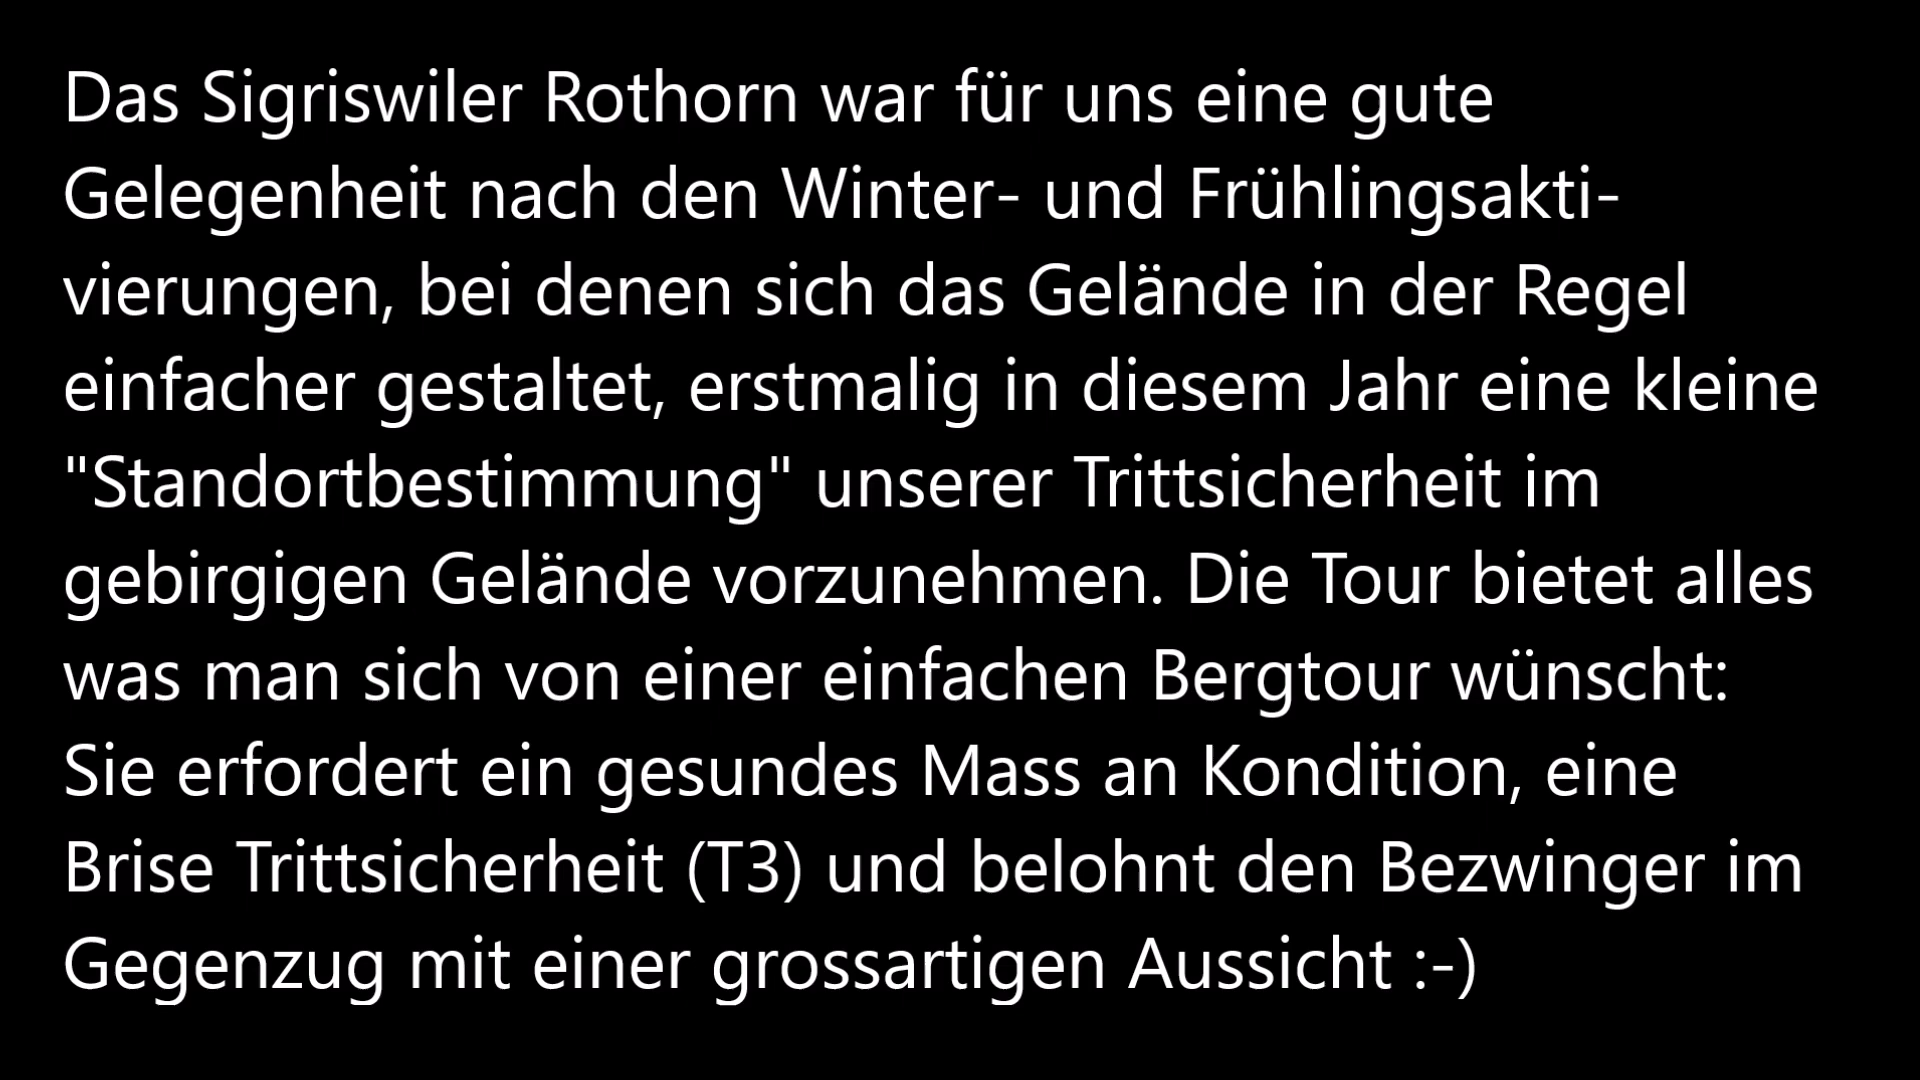 Das Sigriswiler Rothorn war für uns eine gute
Gelegenheit nach den Winter- und Frühlingsakti-
vierungen, bei denen sich das Gelände in der Regel
einfacher gestaltet, erstmalig in diesem Jahr eine kleine
"Standortbestimmung" unserer Trittsicherheit im
gebirgigen Gelände vorzunehmen. Die Tour bietet alles
was man sich von einer einfachen Bergtour wünscht:
Sie erfordert ein gesundes Mass an Kondition, eine
Brise Trittsicherheit (T3) und belohnt den Bezwinger im
Gegenzug mit einer grossartigen Aussicht :-)